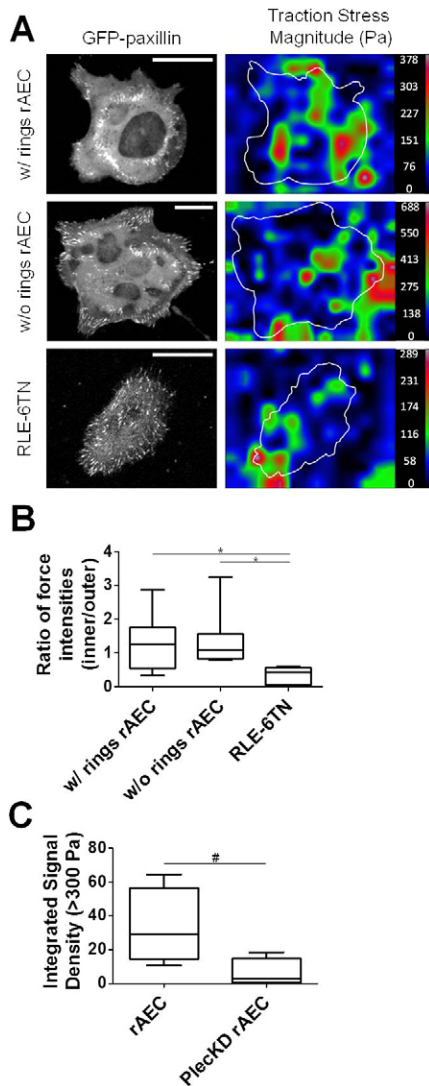 A
GFP-paxillin
Traction Stress
Magnitude (Pa)
w/ rings rAEC
378
303
227
151
76
0
w/o rings rAEC
688
550
413
275
138
0
RLE-6TN
289
231
174
116
58
0
B
Ratio of force
intensities
(inner/outer)
4
3
2
1
0
*
*
w/ rings rAEC
w/o rings rAEC
RLE-6TN
C
Integrated Signal
Density (>300 Pa)
80
60
40
20
0
#
rAEC
PlecKD rAEC